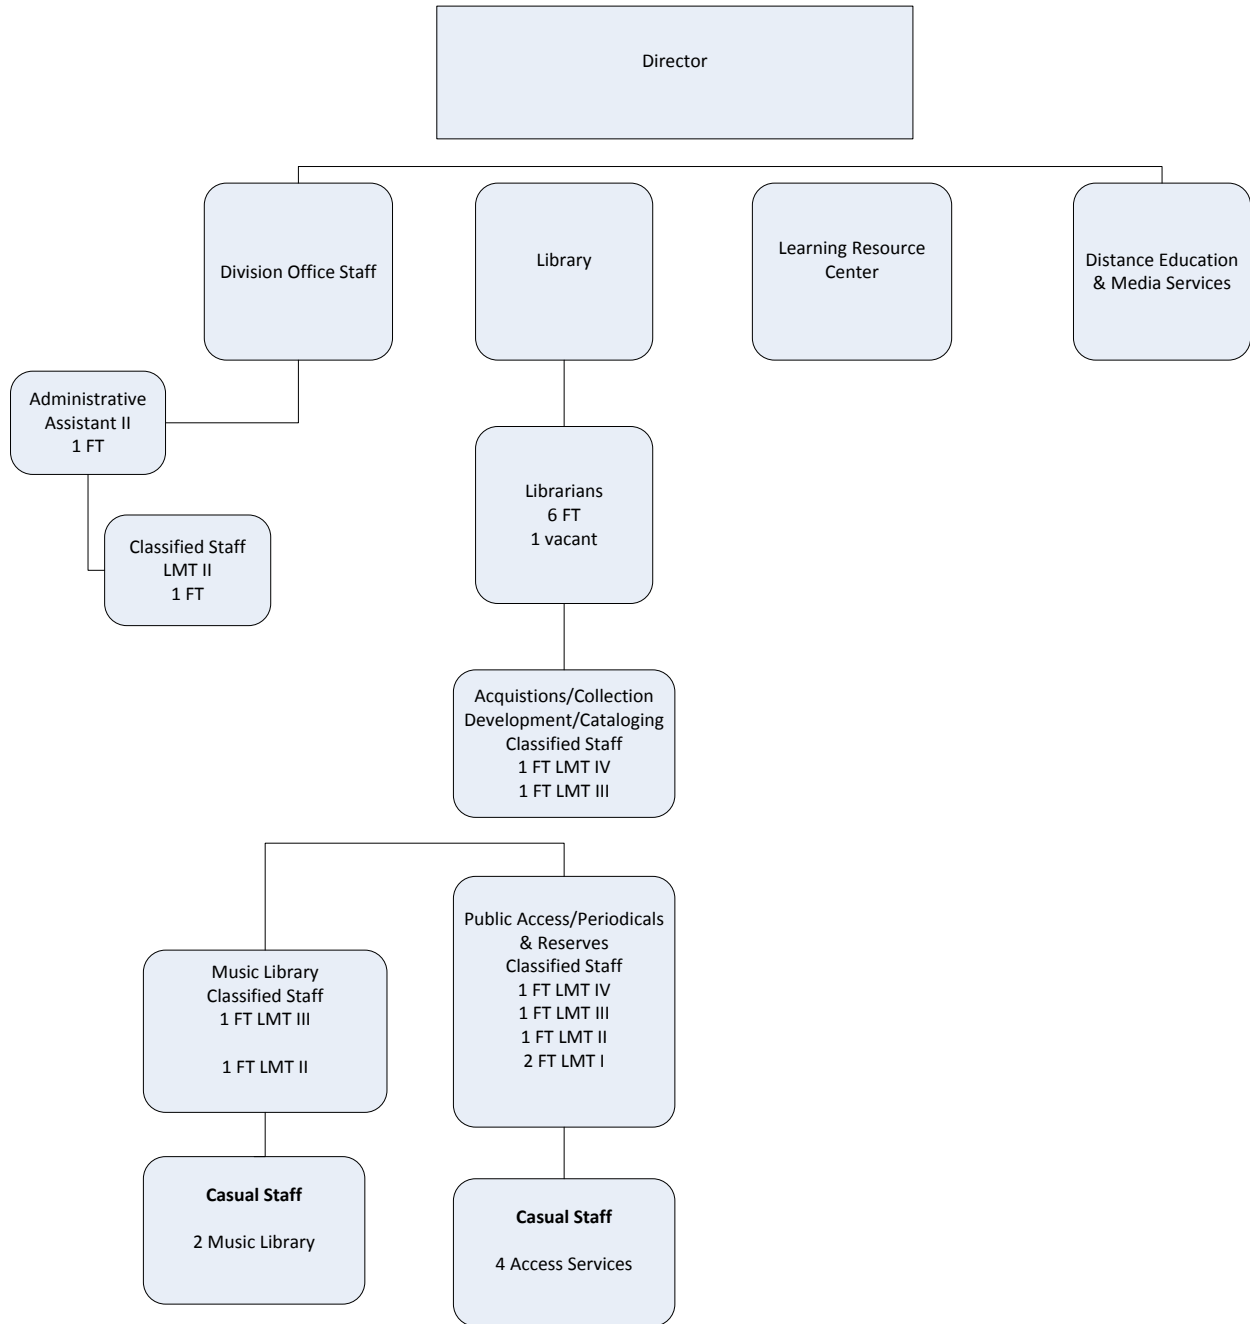 Director
Division Office Staff
Library
Learning Resource
Center
Distance Education
& Media Services
Administrative
Assistant II
1 FT
Classified Staff
LMT II
1 FT
Librarians
6 FT
1 vacant
Acquistions/Collection
Development/Cataloging
Classified Staff
1 FT LMT IV
1 FT LMT III
Music Library
Classified Staff
1 FT LMT III
1 FT LMT II
Public Access/Periodicals
& Reserves
Classified Staff
1 FT LMT IV
1 FT LMT III
1 FT LMT II
2 FT LMT I
Casual Staff
2 Music Library
Casual Staff
4 Access Services